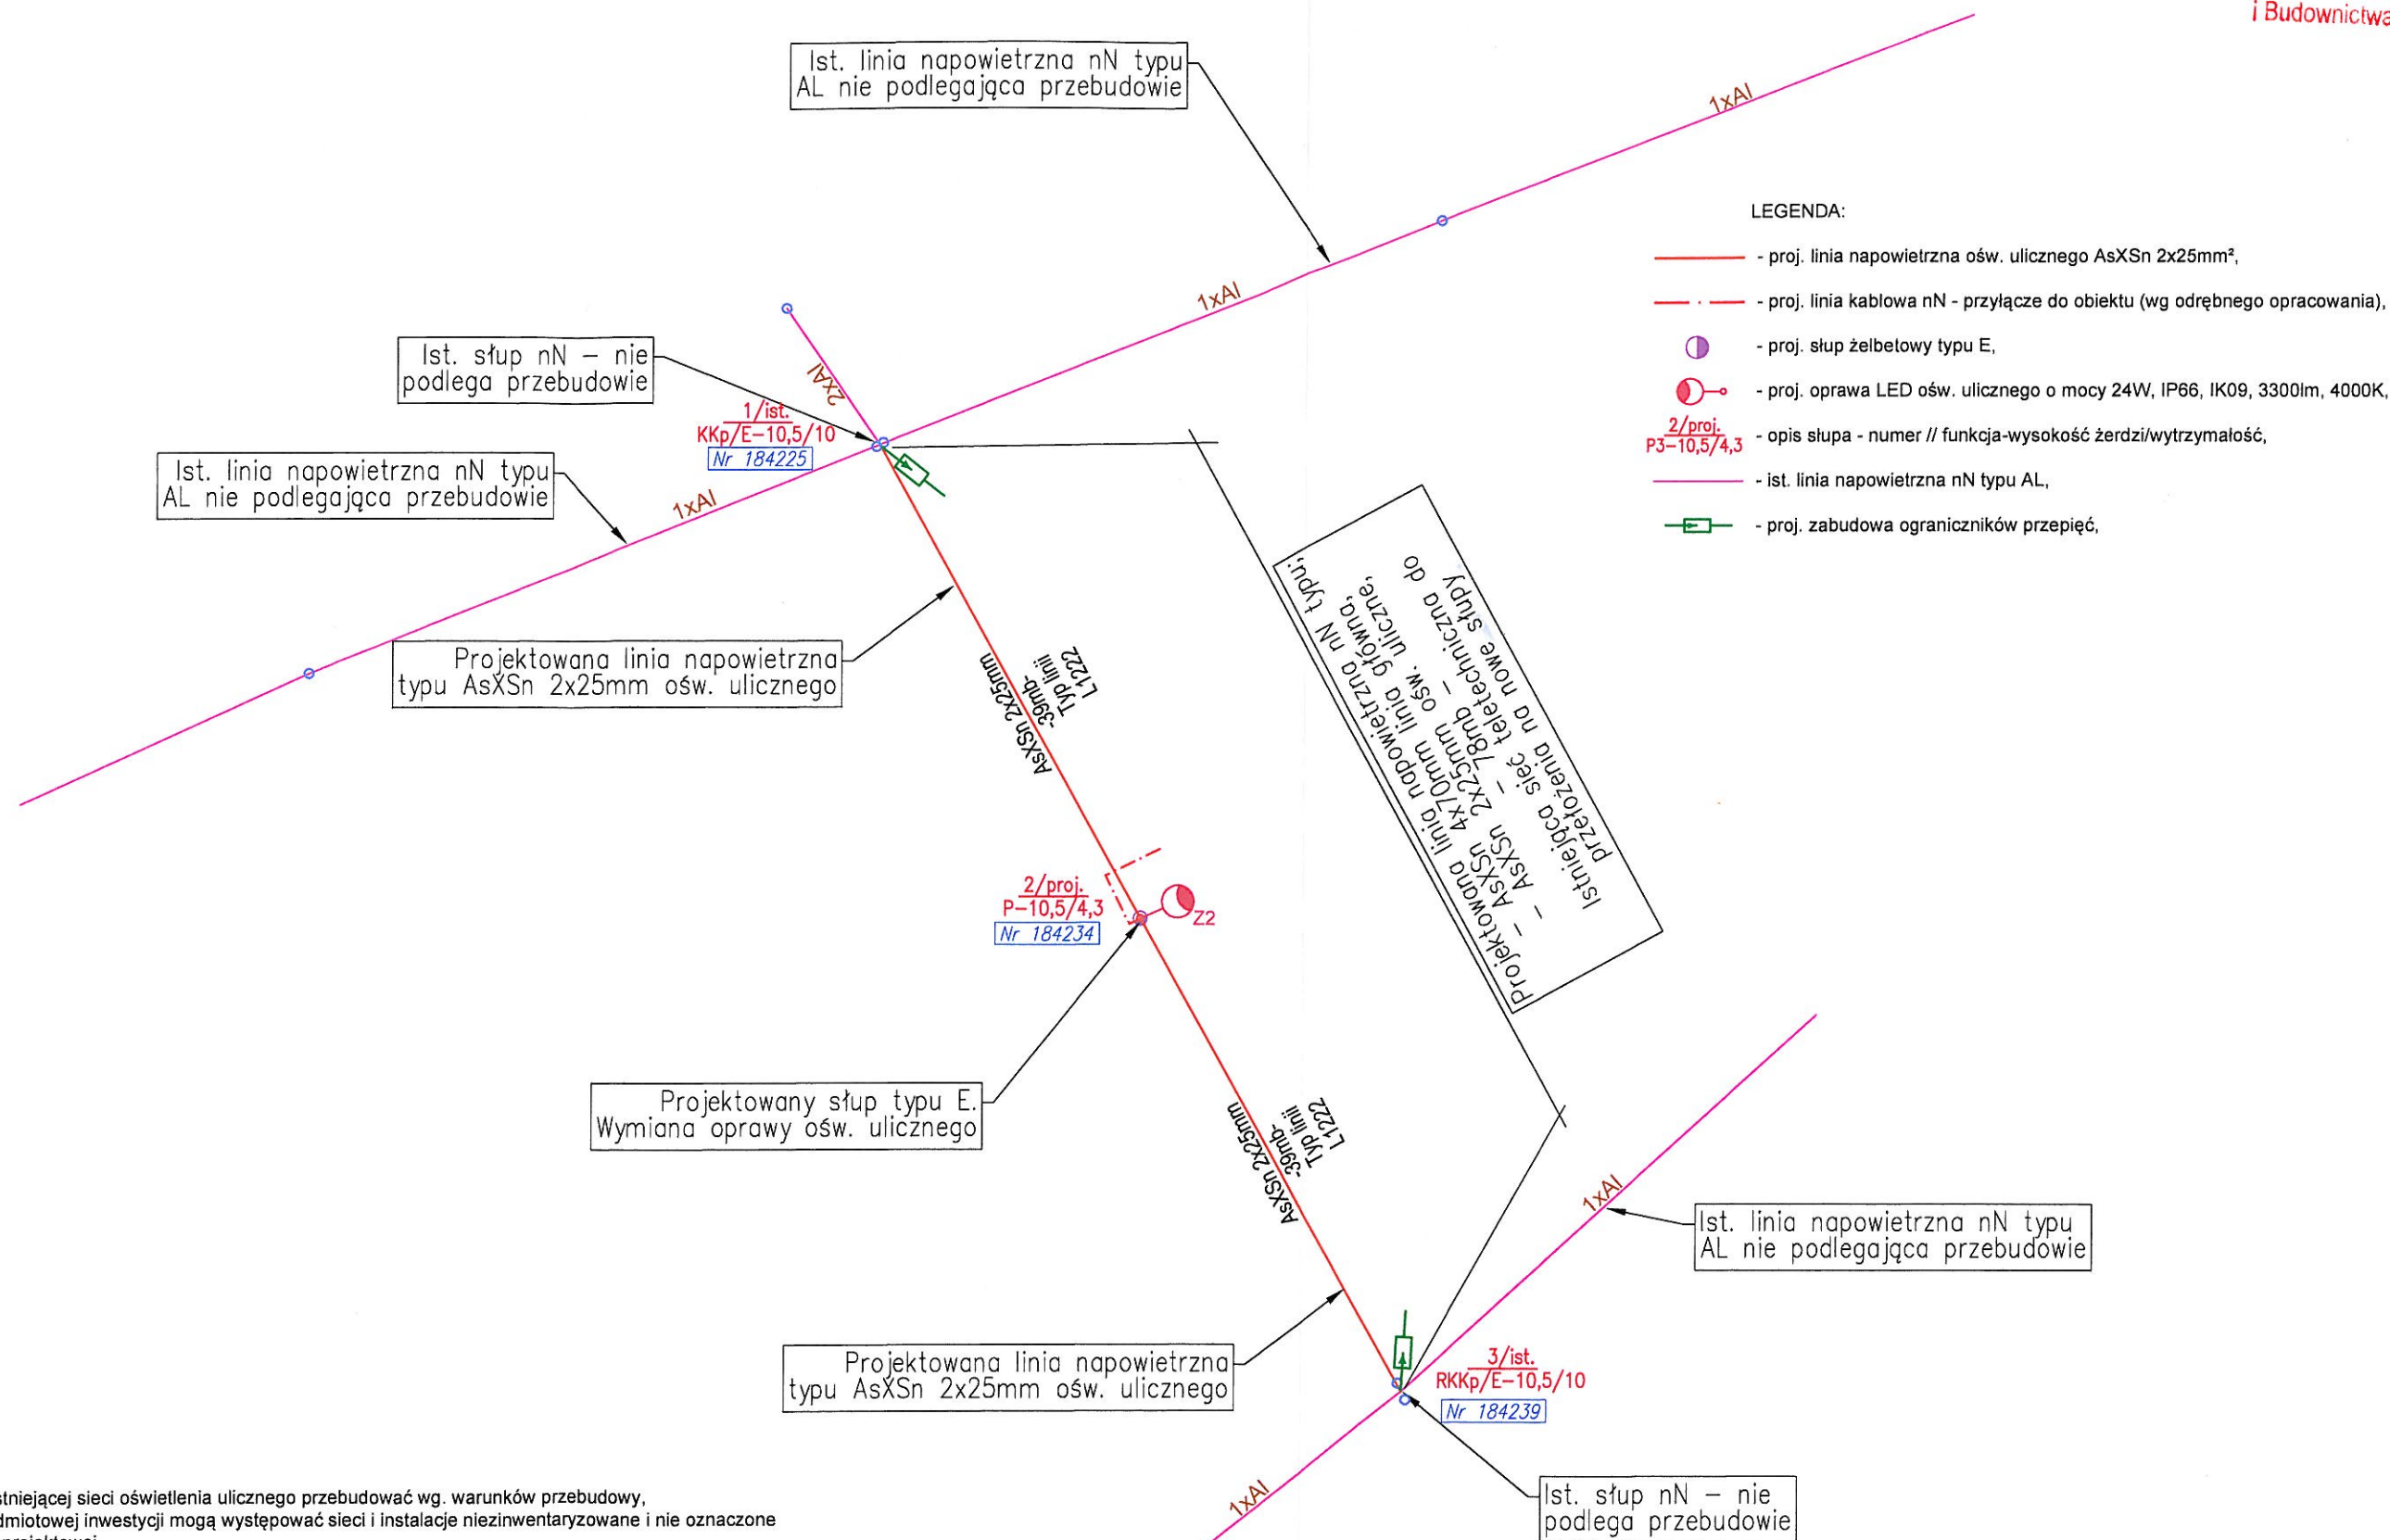 i Budownictwa
Ist. linia napowietrzna nN typu
AL nie podlegająca przebudowie
1xAl
LEGENDA:
- proj. linia napowietrzna ośw. ulicznego AsXSn 2x25mm²,
- proj. linia kablowa nN - przyłącze do obiektu (wg odrębnego opracowania),
- proj. słup żelbetowy typu E,
- proj. oprawa LED ośw. ulicznego o mocy 24W, IP66, IK09, 3300lm, 4000K,
2/proj.
P3-10,5/4,3
- opis słupa - numer // funkcja-wysokość żerdzi/wytrzymałość,
- ist. linia napowietrzna nN typu AL,
- proj. zabudowa ograniczników przepięć,
1xAl
2xAl
Ist. słup nN – nie
podlega przebudowie
1/ist.
KKp/E-10,5/10
Nr 184225
Ist. linia napowietrzna nN typu
AL nie podlegająca przebudowie
1xAl
Projektowana linia napowietrzna
typu AsXSn 2x25mm ośw. ulicznego
AsXSn 2x25mm
-39mb-
Typ linii
L1222
Projektowana linia napowietrzna nN typu:,
– AsXSn 4x70mm linia główna,
– AsXSn 2x25mm ośw. uliczne,
– 78mb –
Istniejąca sieć teletechniczna do
przełożenia na nowe słupy
2/proj.
P-10,5/4,3
Nr 184234
Z2
Projektowany słup typu E.
Wymiana oprawy ośw. ulicznego
AsXSn 2x25mm
-39mb-
Typ linii
L1222
1xAl
Ist. linia napowietrzna nN typu
AL nie podlegająca przebudowie
Projektowana linia napowietrzna
typu AsXSn 2x25mm ośw. ulicznego
3/ist.
RKKp/E-10,5/10
Nr 184239
1xAl
Ist. słup nN – nie
podlega przebudowie
stniejącej sieci oświetlenia ulicznego przebudować wg. warunków przebudowy,
dmiotowej inwestycji mogą występować sieci i instalacje niezinwentaryzowane i nie oznaczone